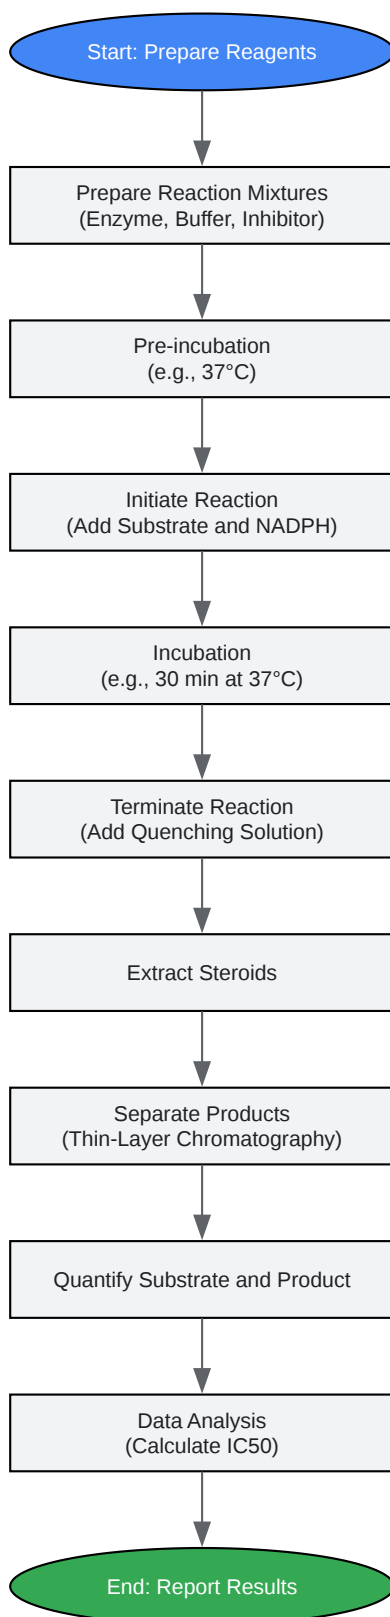 Start: Prepare Reagents
Prepare Reaction Mixtures
(Enzyme, Buffer, Inhibitor)
Pre-incubation
(e.g., 37°C)
Initiate Reaction
(Add Substrate and NADPH)
Incubation
(e.g., 30 min at 37°C)
Terminate Reaction
(Add Quenching Solution)
Extract Steroids
Separate Products
(Thin-Layer Chromatography)
Quantify Substrate and Product
Data Analysis
(Calculate IC50)
End: Report Results